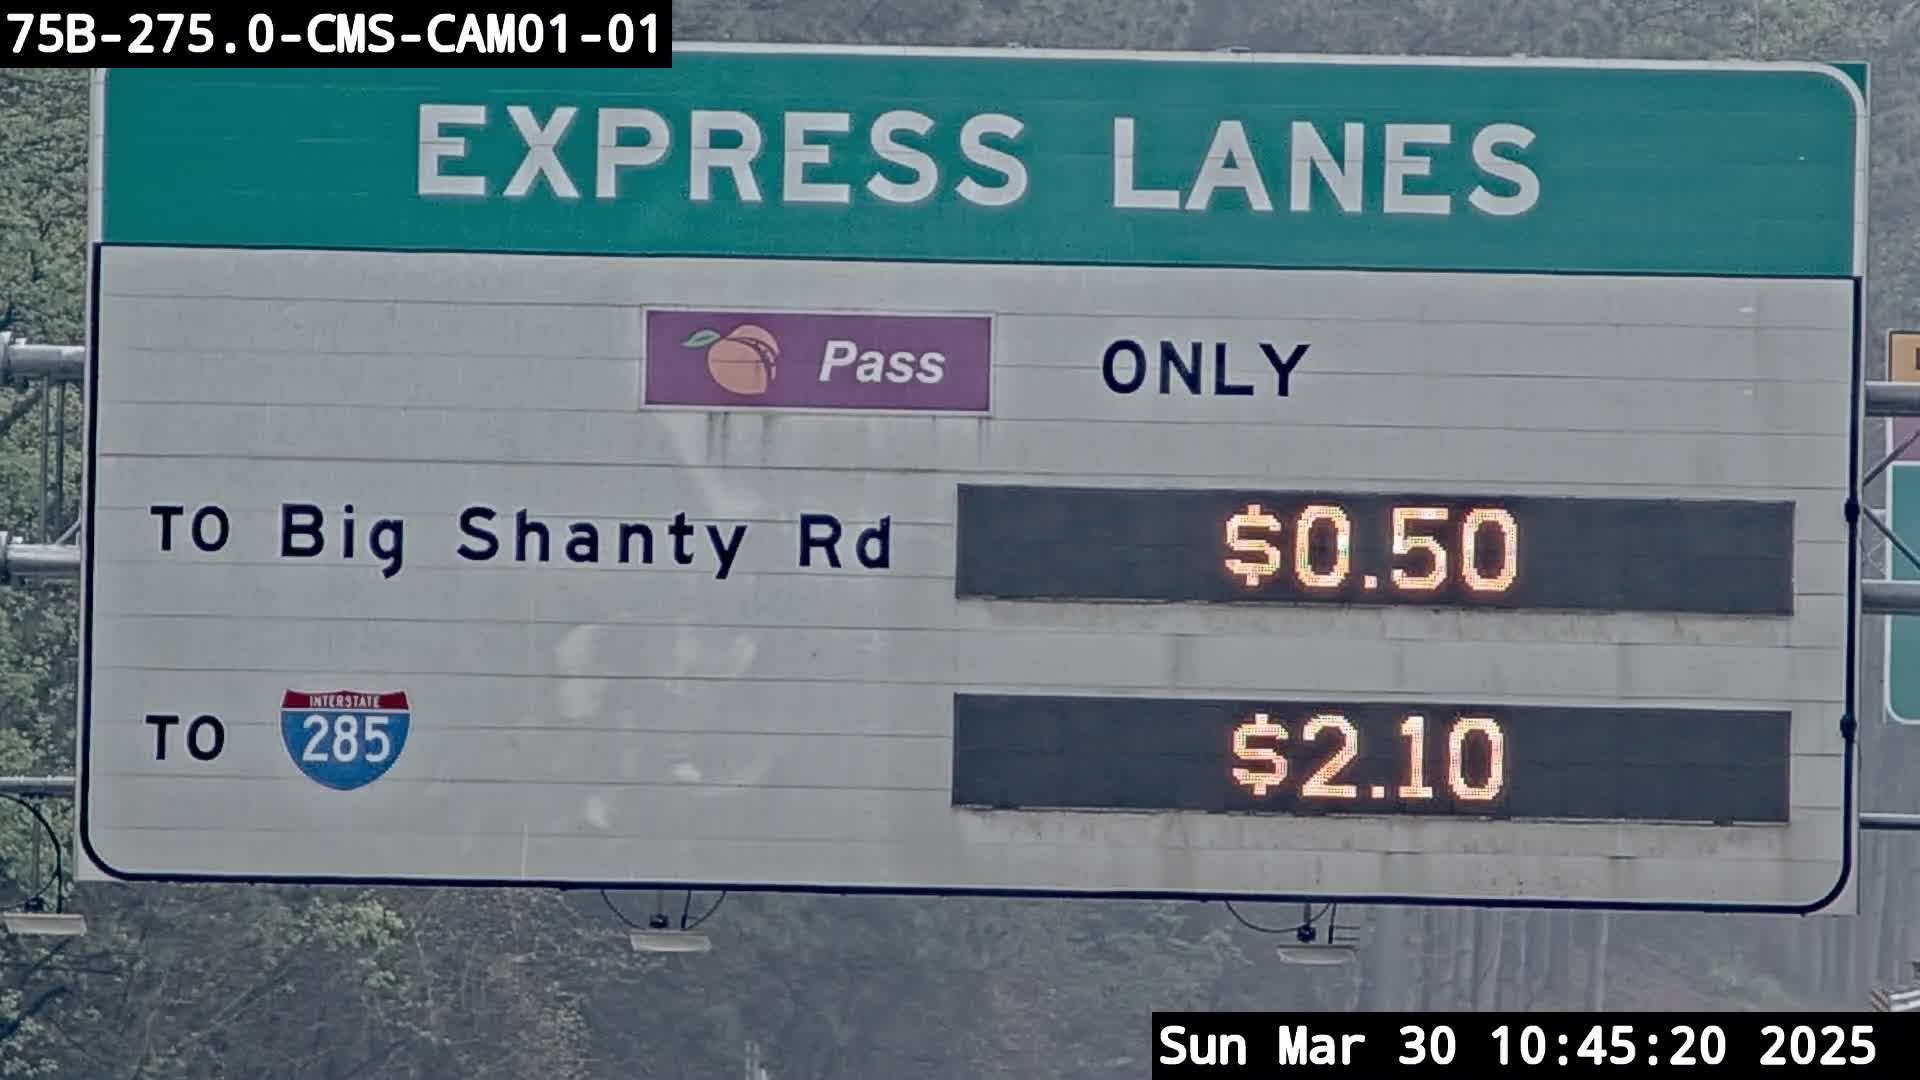 75B-275.0-CMS-CAM01-01
EXPRESS LANES
Pass ONLY
TO Big Shanty Rd $0.50
INTERSTATE
TO 285 $2.10
Sun Mar 30 10:45:20 2025